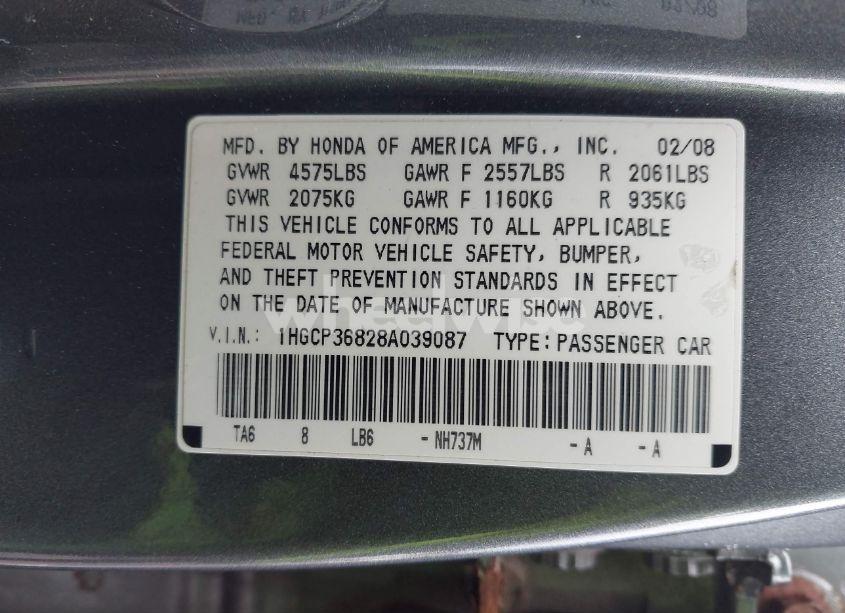 03/08
MFD. BY HONDA OF AMERICA MFG., INC. 02/08
GVWR 4575LBS GAWR F 2557LBS R 2061LBS
GVWR 2075KG GAWR F 1160KG R 935KG
THIS VEHICLE CONFORMS TO ALL APPLICABLE
FEDERAL MOTOR VEHICLE SAFETY, BUMPER,
AND THEFT PREVENTION STANDARDS IN EFFECT
ON THE DATE OF MANUFACTURE SHOWN ABOVE.
V.I.N.: 1HGCP36828A039087 TYPE:PASSENGER CAR
TA6 8 LB6 - NH737M - A - A